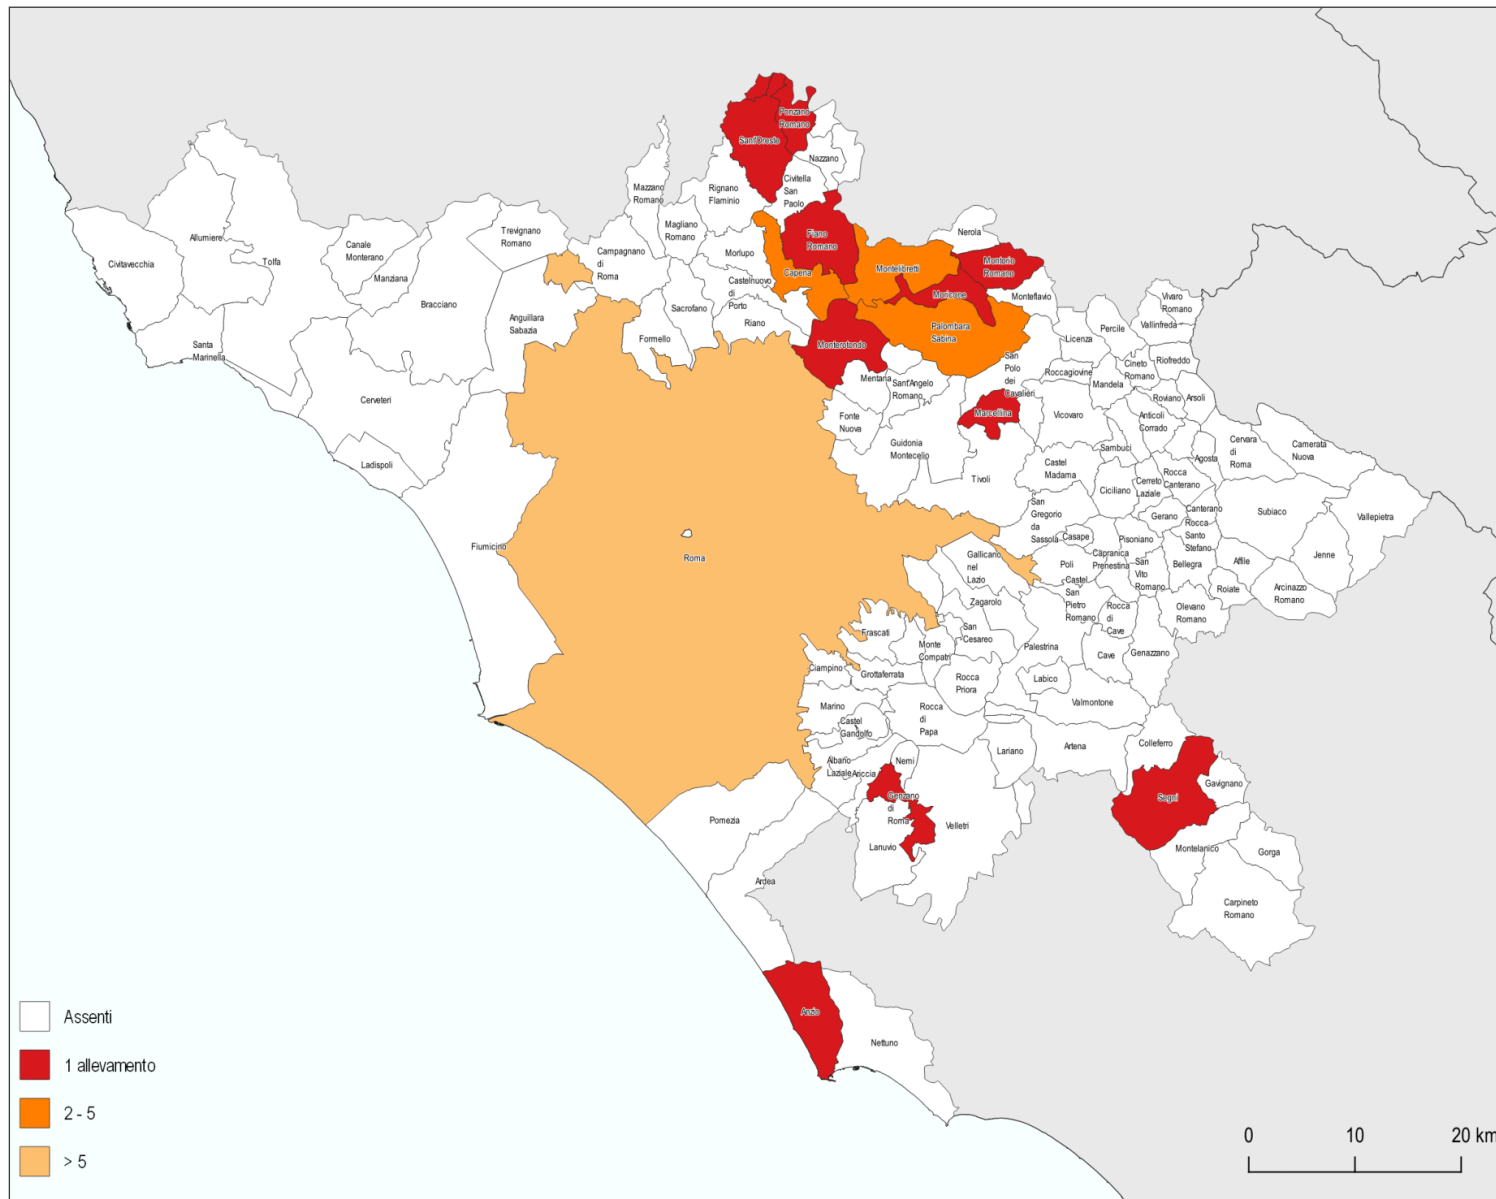 Ponzano
Romano
Sant'Oreste
Nazzano
Civitella
San
Paolo
Mazzano
Romano
Rignano
Flaminio
Magliano
Romano
Fiano
Romano
Nerola
Trevignano
Romano
Allumiere
Canale
Monterano
Campagnano
di
Roma
Morlupo
Civitavecchia
Tolfa
Manziana
Capena
Montelibretti
Montorio
Romano
Castelnuovo
di
Porto
Moricone
Monteflavio
Bracciano
Sacrofano
Vivaro
Romano
Anguillara
Sabazia
Riano
Palombara
Sabina
Percile
Vallinfreda
Formello
Licenza
Santa
Marinella
Monterotondo
San
Polo
dei
Cavalieri
Cineto
Romano
Riofreddo
Mentana
Sant'Angelo
Romano
Roccagiovine
Mandela
Cerveteri
Roviano
Arsoli
Marcellina
Vicovaro
Anticoli
Corrado
Fonte
Nuova
Guidonia
Montecelio
Sambuci
Cervara
di
Roma
Camerata
Nuova
Ladispoli
Agosta
Castel
Madama
Rocca
Canterano
Tivoli
Ciciliano
Cerreto
Laziale
San
Gregorio
da
Sassola
Canterano
Subiaco
Vallepietra
Gerano
Rocca
Santo
Stefano
Casape
Pisoniano
Fiumicino
Roma
Gallicano
nel
Lazio
Capranica
Prenestina
Jenne
Poli
San
Vito
Romano
Bellegra
Affile
Castel
San
Pietro
Romano
Roiate
Arcinazzo
Romano
Zagarolo
Rocca
di
Cave
Olevano
Romano
Frascati
San
Cesareo
Monte
Compatri
Palestrina
Cave
Genazzano
Ciampino
Grottaferrata
Rocca
Priora
Labico
Marino
Rocca
di
Papa
Valmontone
Castel
Gandolfo
Lariano
Artena
Colleferro
Albano
Laziale
Ariccia
Nemi
Genzano
di
Roma
Segni
Gavignano
Pomezia
Velletri
Lanuvio
Montelanico
Gorga
Ardea
Carpineto
Romano
Anzio
Nettuno
Assenti
1 allevamento
2 - 5
> 5
0 10 20 km